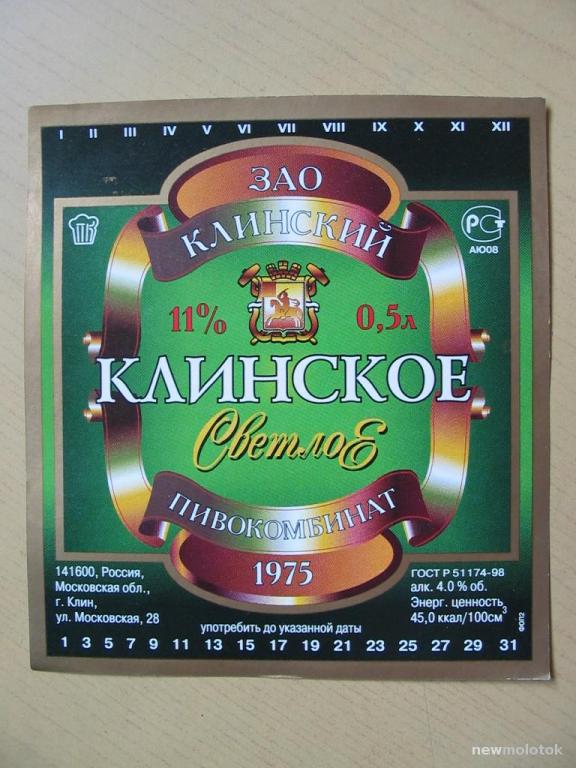 I II III IV V VI VII VIII IX X XI XII
ЗАО
КЛИНСКИЙ
ПК
РСТ
АЮ08
11% 0,5л
КЛИНСКОЕ
Светлое
ПИВОКОМБИНАТ
1975
141600, Россия,
Московская обл.,
г. Клин,
ул. Московская, 28
ГОСТ Р 51174-98
алк. 4.0 % об.
Энерг. ценность
45,0 ккал/100см³
ФОП2
употребить до указанной даты
1 3 5 7 9 11 13 15 17 19 21 23 25 27 29 31
newmolotok